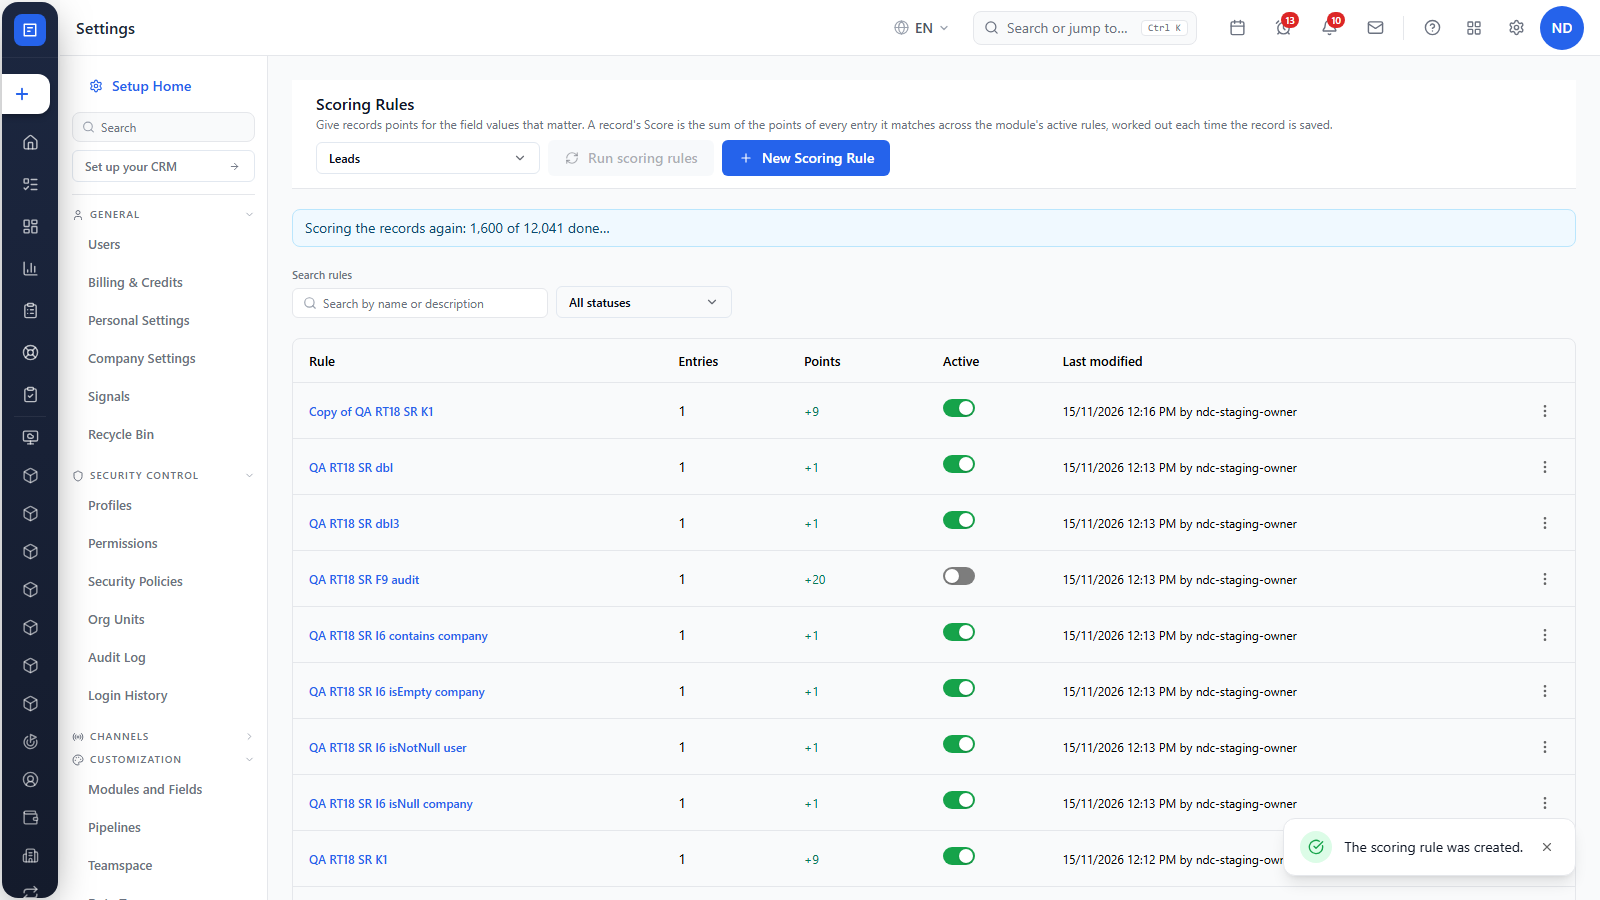 Settings
EN
Search or jump to...
Ctrl K
13
10
ND
Setup Home
Search
Set up your CRM
GENERAL
Users
Billing & Credits
Personal Settings
Company Settings
Signals
Recycle Bin
SECURITY CONTROL
Profiles
Permissions
Security Policies
Org Units
Audit Log
Login History
CHANNELS
CUSTOMIZATION
Modules and Fields
Pipelines
Teamspace
Scoring Rules
Give records points for the field values that matter. A record's Score is the sum of the points of every entry it matches across the module's active rules, worked out each time the record is saved.
Leads
Run scoring rules
New Scoring Rule
Scoring the records again: 1,600 of 12,041 done...
Search rules
Search by name or description
All statuses
Rule Entries Points Active Last modified
Copy of QA RT18 SR K1 1 +9 15/11/2026 12:16 PM by ndc-staging-owner
QA RT18 SR dbl 1 +1 15/11/2026 12:13 PM by ndc-staging-owner
QA RT18 SR dbl3 1 +1 15/11/2026 12:13 PM by ndc-staging-owner
QA RT18 SR F9 audit 1 +20 15/11/2026 12:13 PM by ndc-staging-owner
QA RT18 SR I6 contains company 1 +1 15/11/2026 12:13 PM by ndc-staging-owner
QA RT18 SR I6 isEmpty company 1 +1 15/11/2026 12:13 PM by ndc-staging-owner
QA RT18 SR I6 isNotNull user 1 +1 15/11/2026 12:13 PM by ndc-staging-owner
QA RT18 SR I6 isNull company 1 +1 15/11/2026 12:13 PM by ndc-staging-owner
QA RT18 SR K1 1 +9 15/11/2026 12:12 PM by
The scoring rule was created.